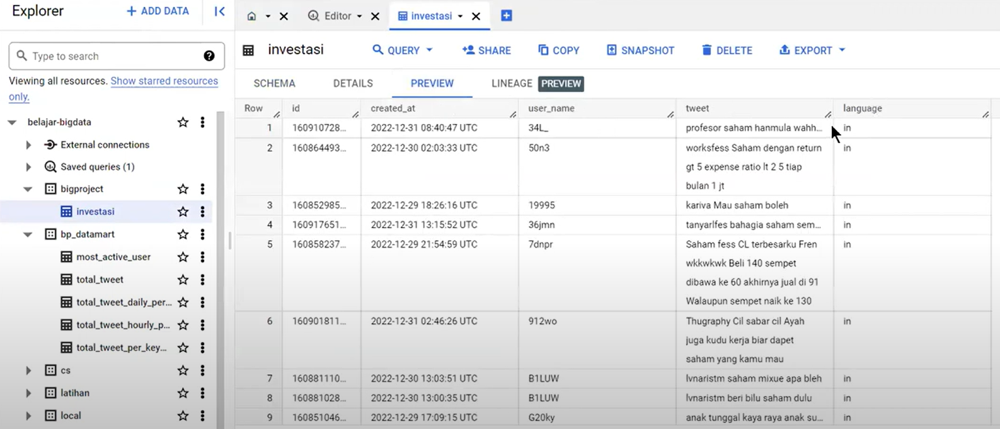 Explorer
+ ADD DATA
Type to search
Viewing all resources. Show starred resources
only.
belajar-bigdata
External connections
Saved queries (1)
bigproject
investasi
bp_datamart
most_active_user
total_tweet
total_tweet_daily_per...
total_tweet_hourly_p...
total_tweet_per_key...
cs
latihan
local
Editor
investasi
investasi
QUERY SHARE COPY SNAPSHOT DELETE EXPORT
SCHEMA DETAILS PREVIEW LINEAGE PREVIEW
Row id created_at user_name tweet language
1 160910728... 2022-12-31 08:40:47 UTC 34L_ profesor saham hanmula wahh... in
2 160864493... 2022-12-30 02:03:33 UTC 50n3 worksfess Saham dengan return in
gt 5 expense ratio lt 2 5 tiap
bulan 1 jt
3 160852985... 2022-12-29 18:26:16 UTC 19995 kariva Mau saham boleh in
4 160917651... 2022-12-31 13:15:52 UTC 36jmn tanyarlfes bahagia saham sem... in
5 160858237... 2022-12-29 21:54:59 UTC 7dnpr Saham fess CL terbesarku Fren in
wkkwkwk Beli 140 sempet
dibawa ke 60 akhirnya jual di 91
Walaupun sempet naik ke 130
6 160901811... 2022-12-31 02:46:26 UTC 912wo Thugraphy Cil sabar cil Ayah in
juga kudu kerja biar dapet
saham yang kamu mau
7 160881110... 2022-12-30 13:03:51 UTC B1LUW lvnaristm saham mixue apa bleh in
8 160881028... 2022-12-30 13:00:35 UTC B1LUW lvnaristm beri bilu saham dulu in
9 160851046... 2022-12-29 17:09:15 UTC G20ky anak tunggal kaya raya anak su... in